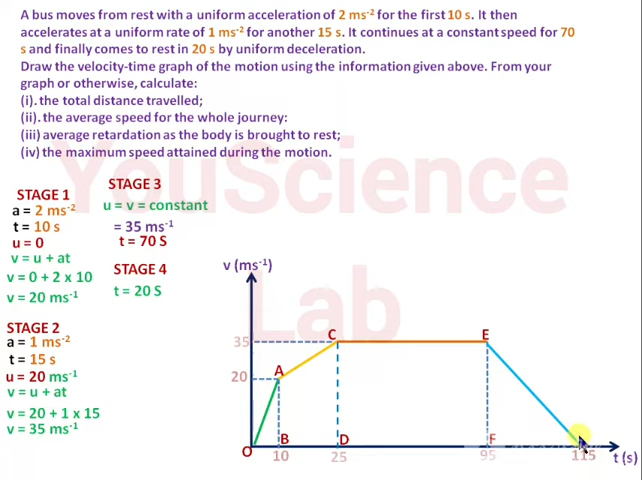 A bus moves from rest with a uniform acceleration of 2 ms⁻² for the first 10 s. It then
accelerates at a uniform rate of 1 ms⁻² for another 15 s. It continues at a constant speed for 70
s and finally comes to rest in 20 s by uniform deceleration.
Draw the velocity-time graph of the motion using the information given above. From your
graph or otherwise, calculate:
(i). the total distance travelled;
(ii). the average speed for the whole journey:
(iii) average retardation as the body is brought to rest;
(iv) the maximum speed attained during the motion.
YouScience
Lab
STAGE 1
a = 2 ms⁻²
t = 10 s
u = 0
v = u + at
v = 0 + 2 x 10
v = 20 ms⁻¹
STAGE 2
a = 1 ms⁻²
t = 15 s
u = 20 ms⁻¹
v = u + at
v = 20 + 1 x 15
v = 35 ms⁻¹
STAGE 3
u = v = constant
= 35 ms⁻¹
t = 70 S
STAGE 4
t = 20 S
v (ms⁻¹)
35 C E
20 A
O B D F
10 25 95 115 t (s)